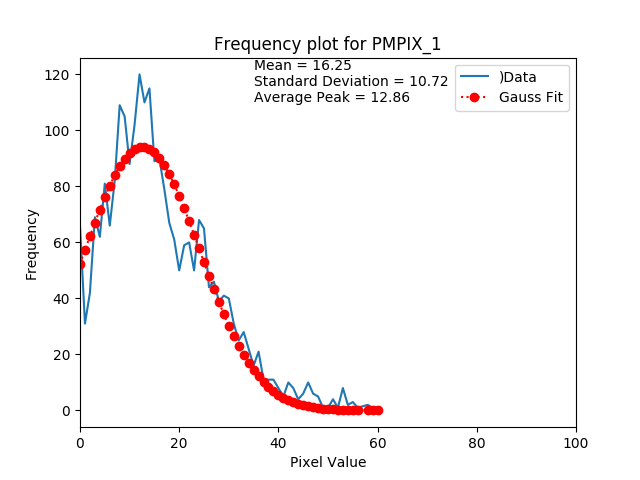 Frequency plot for PMPIX_1
Mean = 16.25
Standard Deviation = 10.72
Average Peak = 12.86
)Data
Gauss Fit
Frequency
120
100
80
60
40
20
0
0 20 40 60 80 100
Pixel Value